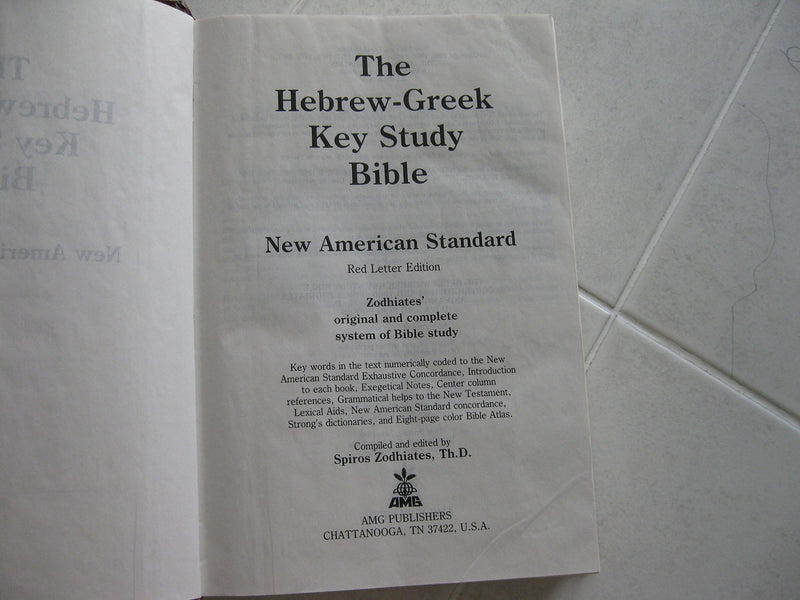 The
Hebrew-Greek
Key Study
Bible
New American Standard
Red Letter Edition
Zodhiates'
original and complete
system of Bible study
Key words in the text numerically coded to the New
American Standard Exhaustive Concordance, Introduction
to each book, Exegetical Notes, Center column
references, Grammatical helps to the New Testament,
Lexical Aids, New American Standard concordance,
Strong's dictionaries, and Eight-page color Bible Atlas.
Compiled and edited by
Spiros Zodhiates, Th.D.
AMG
AMG PUBLISHERS
CHATTANOOGA, TN 37422, U.S.A.